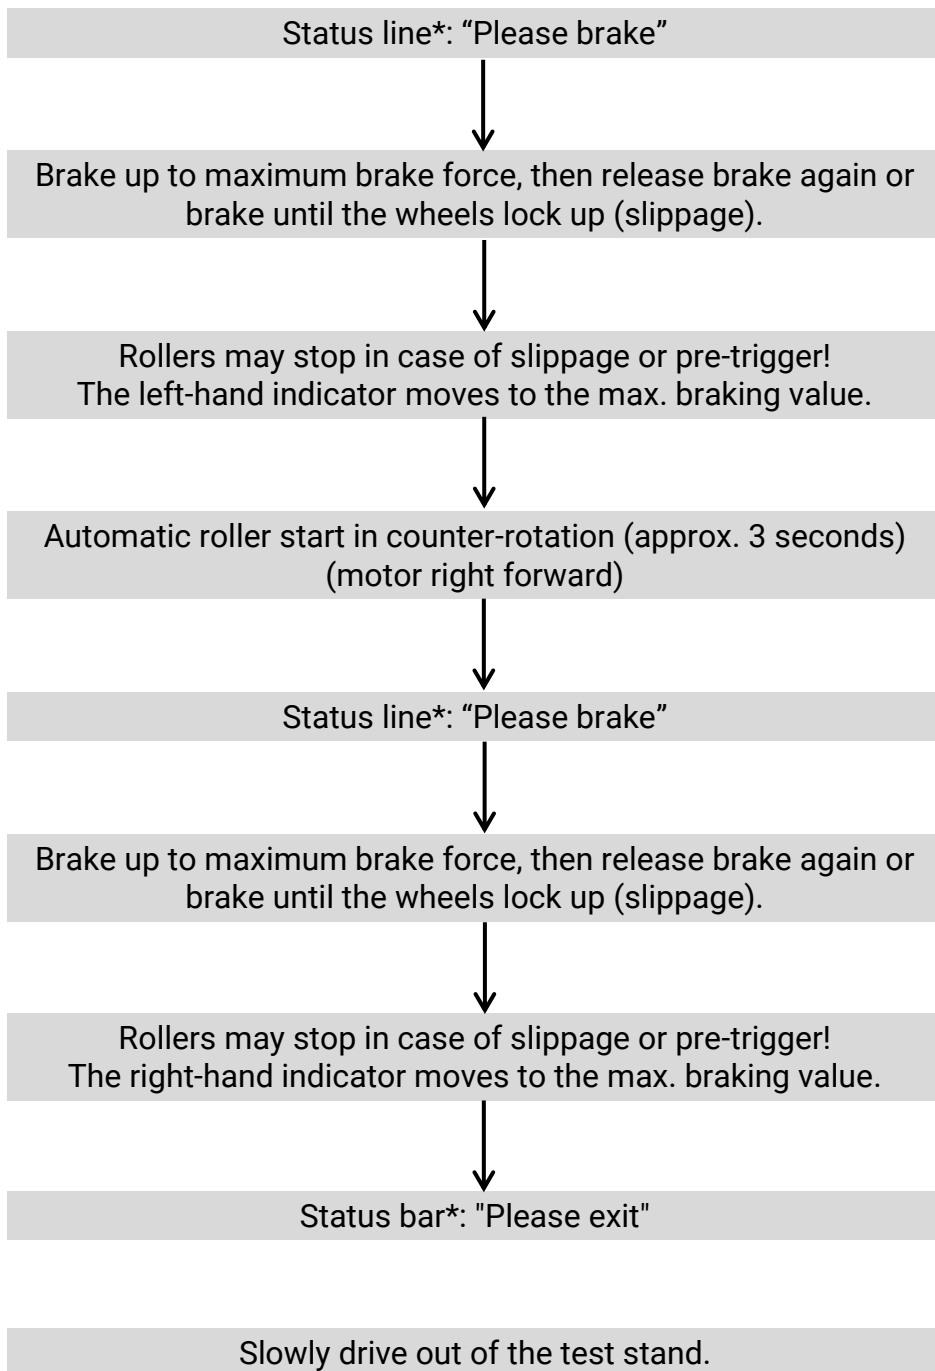 Status line*: “Please brake”
Brake up to maximum brake force, then release brake again or
brake until the wheels lock up (slippage).
Rollers may stop in case of slippage or pre-trigger!
The left-hand indicator moves to the max. braking value.
Automatic roller start in counter-rotation (approx. 3 seconds)
(motor right forward)
Status line*: “Please brake”
Brake up to maximum brake force, then release brake again or
brake until the wheels lock up (slippage).
Rollers may stop in case of slippage or pre-trigger!
The right-hand indicator moves to the max. braking value.
Status bar*: "Please exit"
Slowly drive out of the test stand.